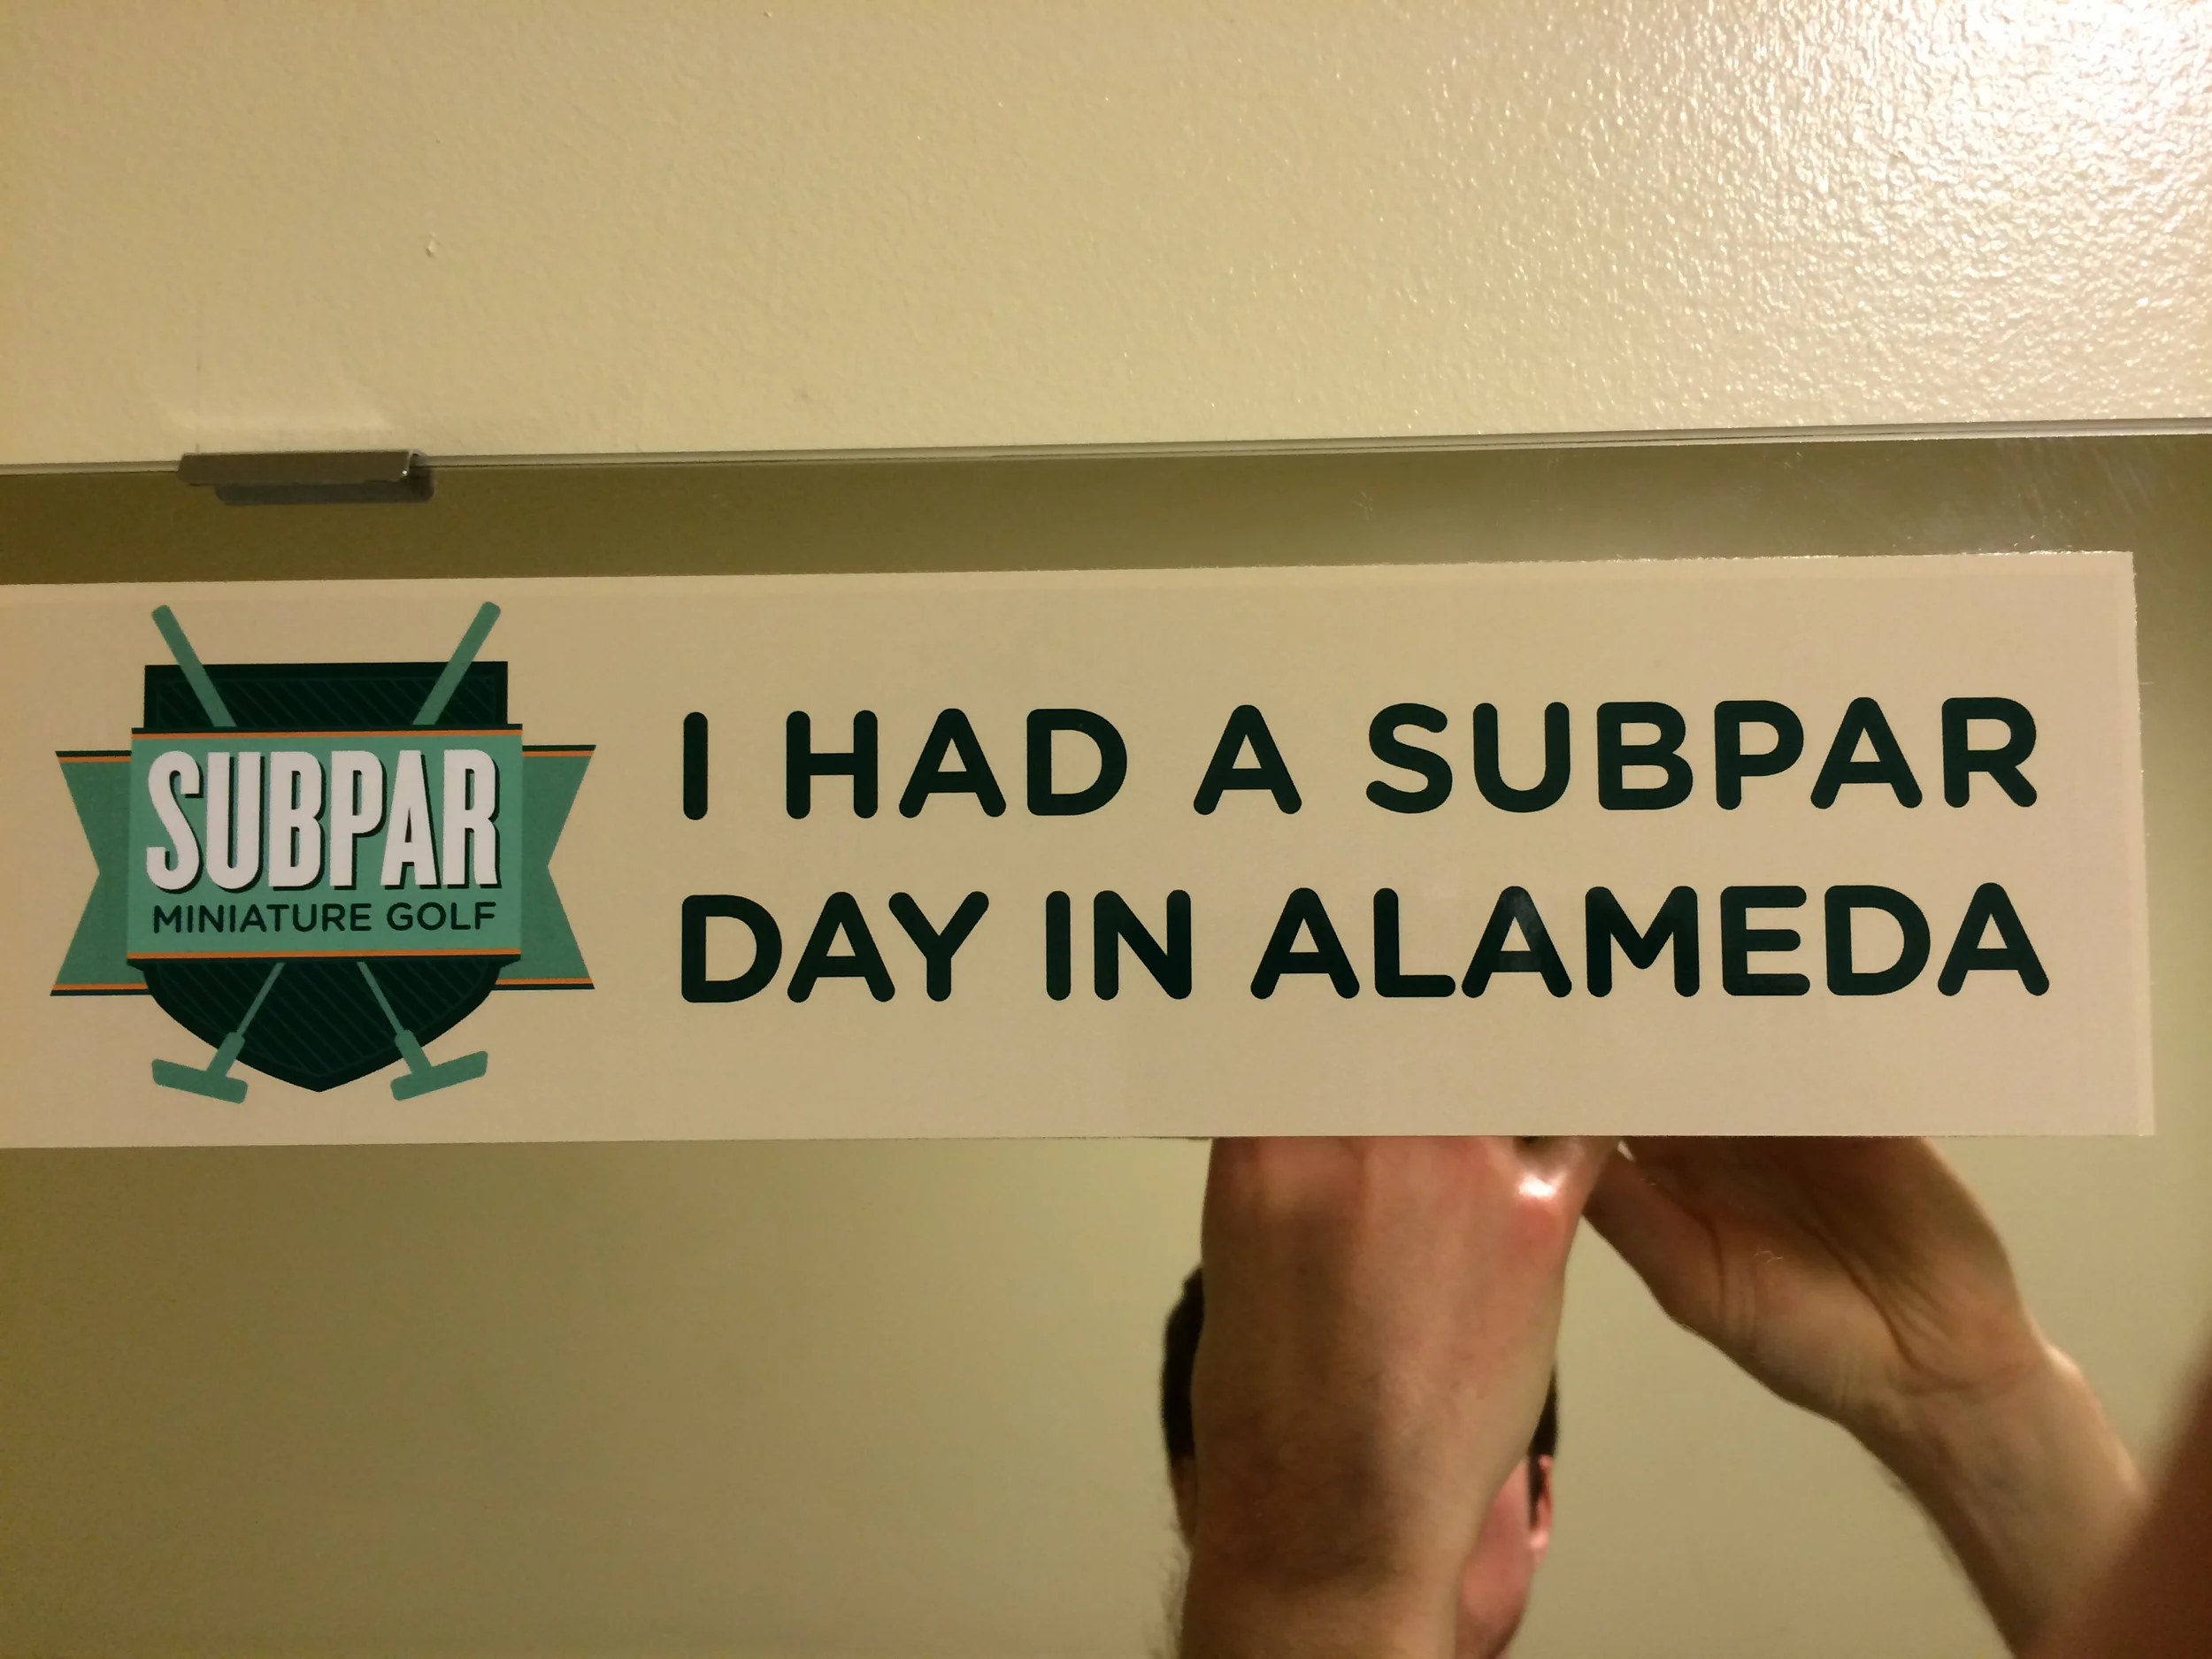 SUBPAR
MINIATURE GOLF
I HAD A SUBPAR
DAY IN ALAMEDA